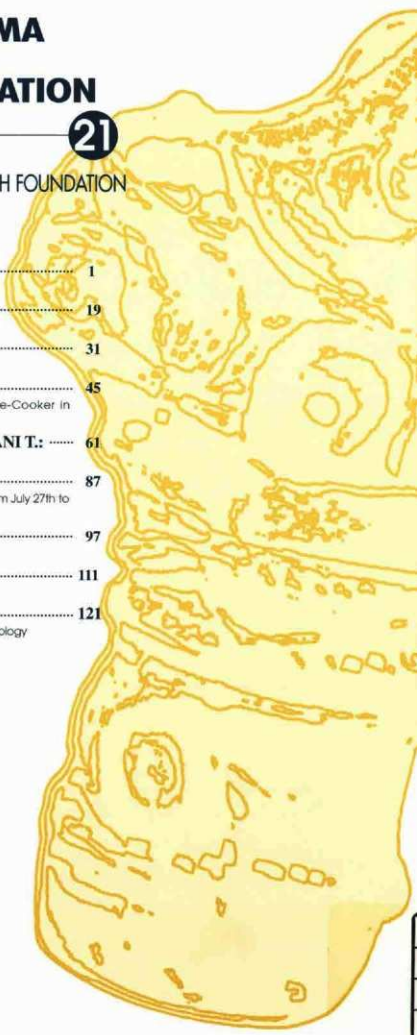 MA
ATION
21
H FOUNDATION
1
19
31
45
e-Cooker in
ANI T.: ...... 61
87
m July 27th to
97
111
121
ology